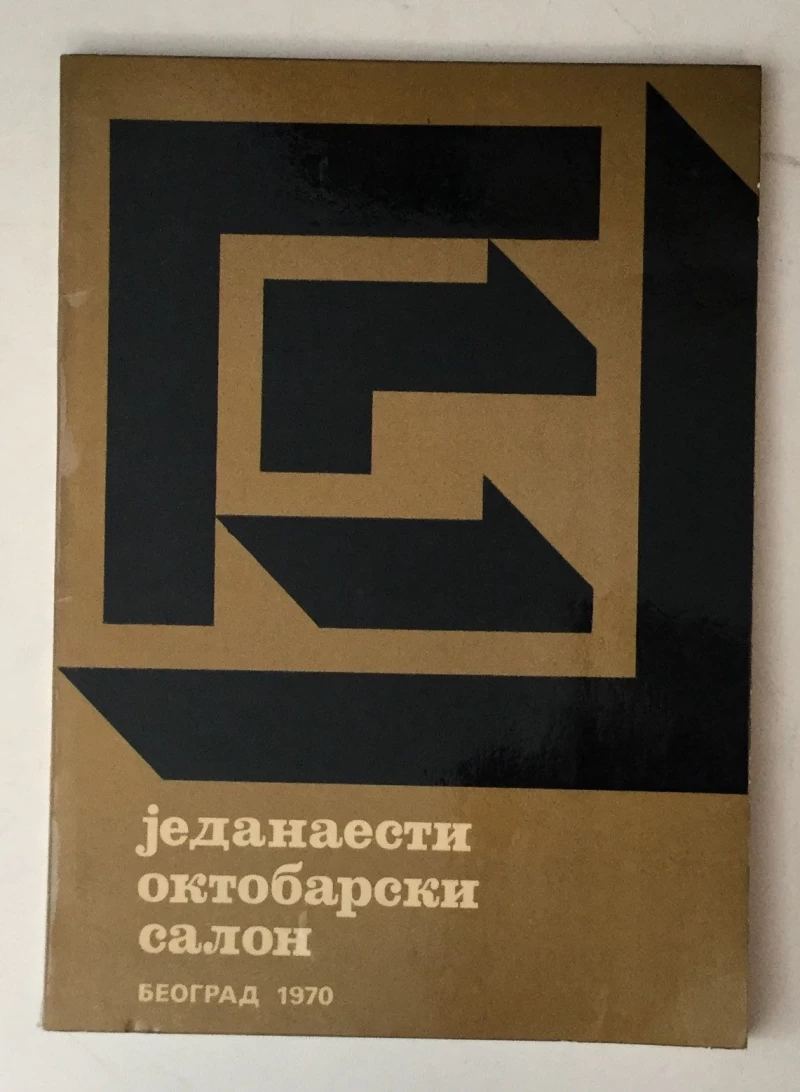 једанаести
октобарски
салон
БЕОГРАД 1970